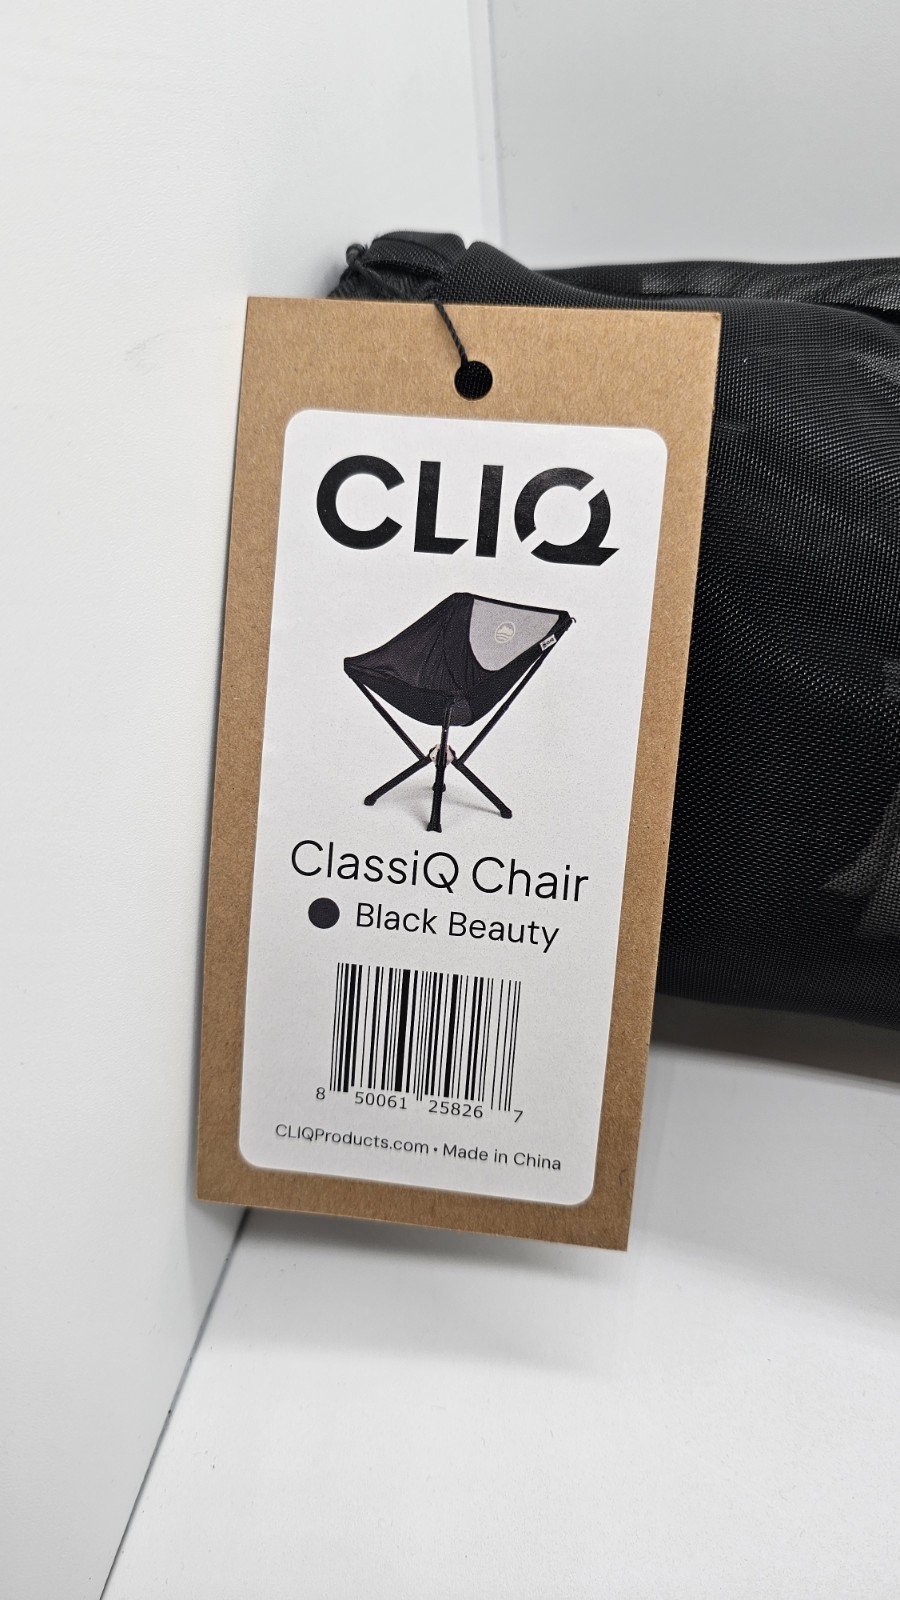 CLIQ
ClassiQ Chair
Black Beauty
8 50061 25826 7
CLIQProducts.com • Made in China